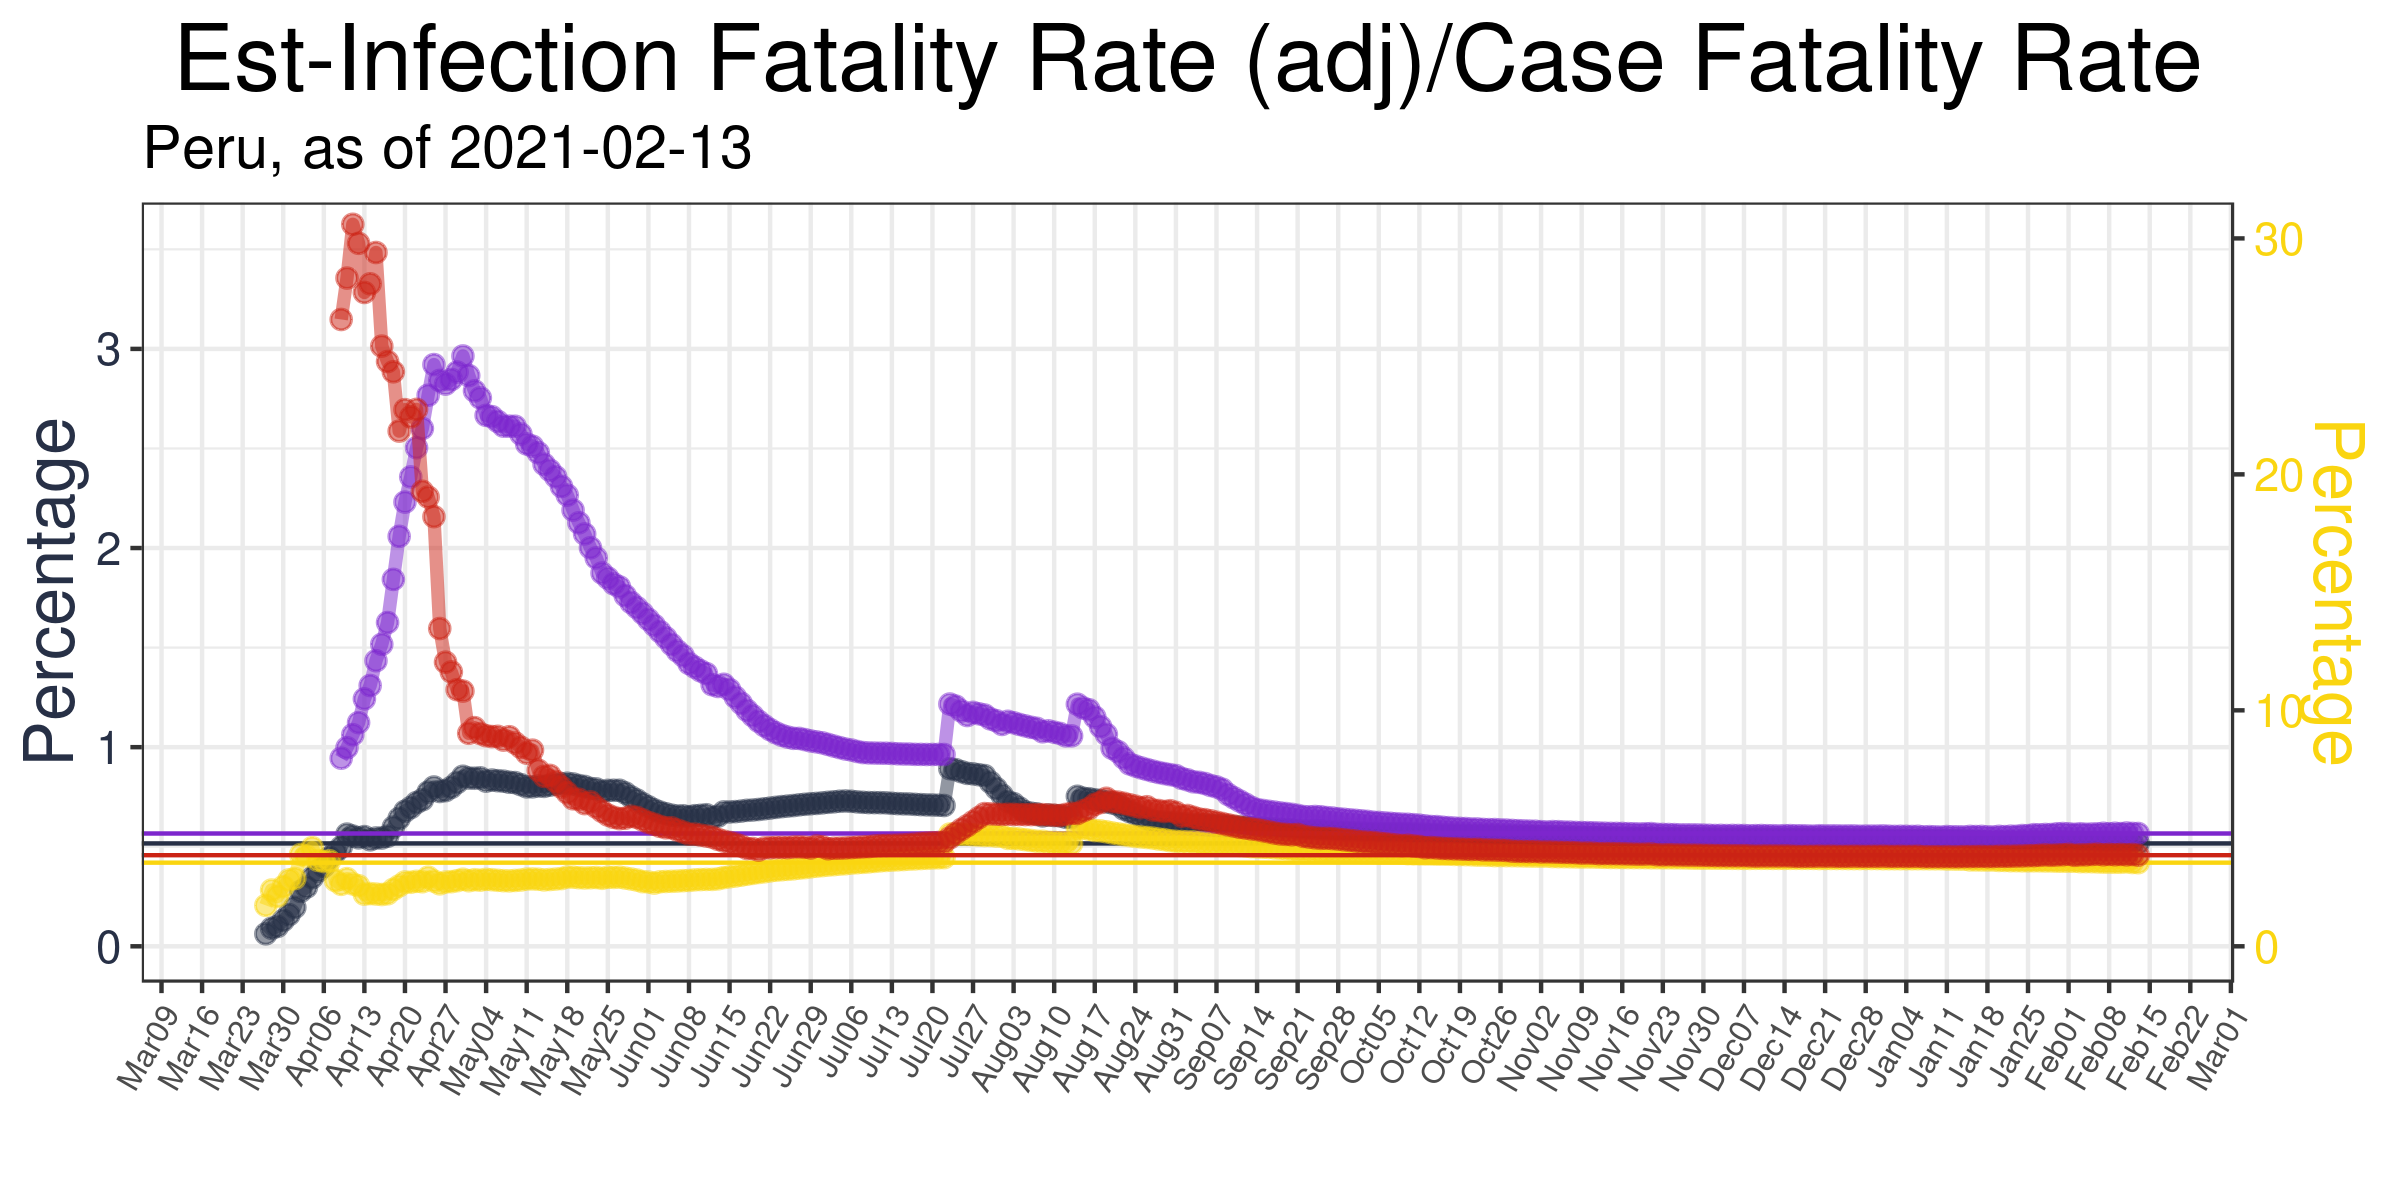 Est-Infection Fatality Rate (adj)/Case Fatality Rate
Peru, as of 2021-02-13
Percentage
3
2
1
0
30
20
10
0
Percentage
Mar09
Mar16
Mar23
Mar30
Apr06
Apr13
Apr20
Apr27
May04
May11
May18
May25
Jun01
Jun08
Jun15
Jun22
Jun29
Jul06
Jul13
Jul20
Jul27
Aug03
Aug10
Aug17
Aug24
Aug31
Sep07
Sep14
Sep21
Sep28
Oct05
Oct12
Oct19
Oct26
Nov02
Nov09
Nov16
Nov23
Nov30
Dec07
Dec14
Dec21
Dec28
Jan04
Jan11
Jan18
Jan25
Feb01
Feb08
Feb15
Feb22
Mar01